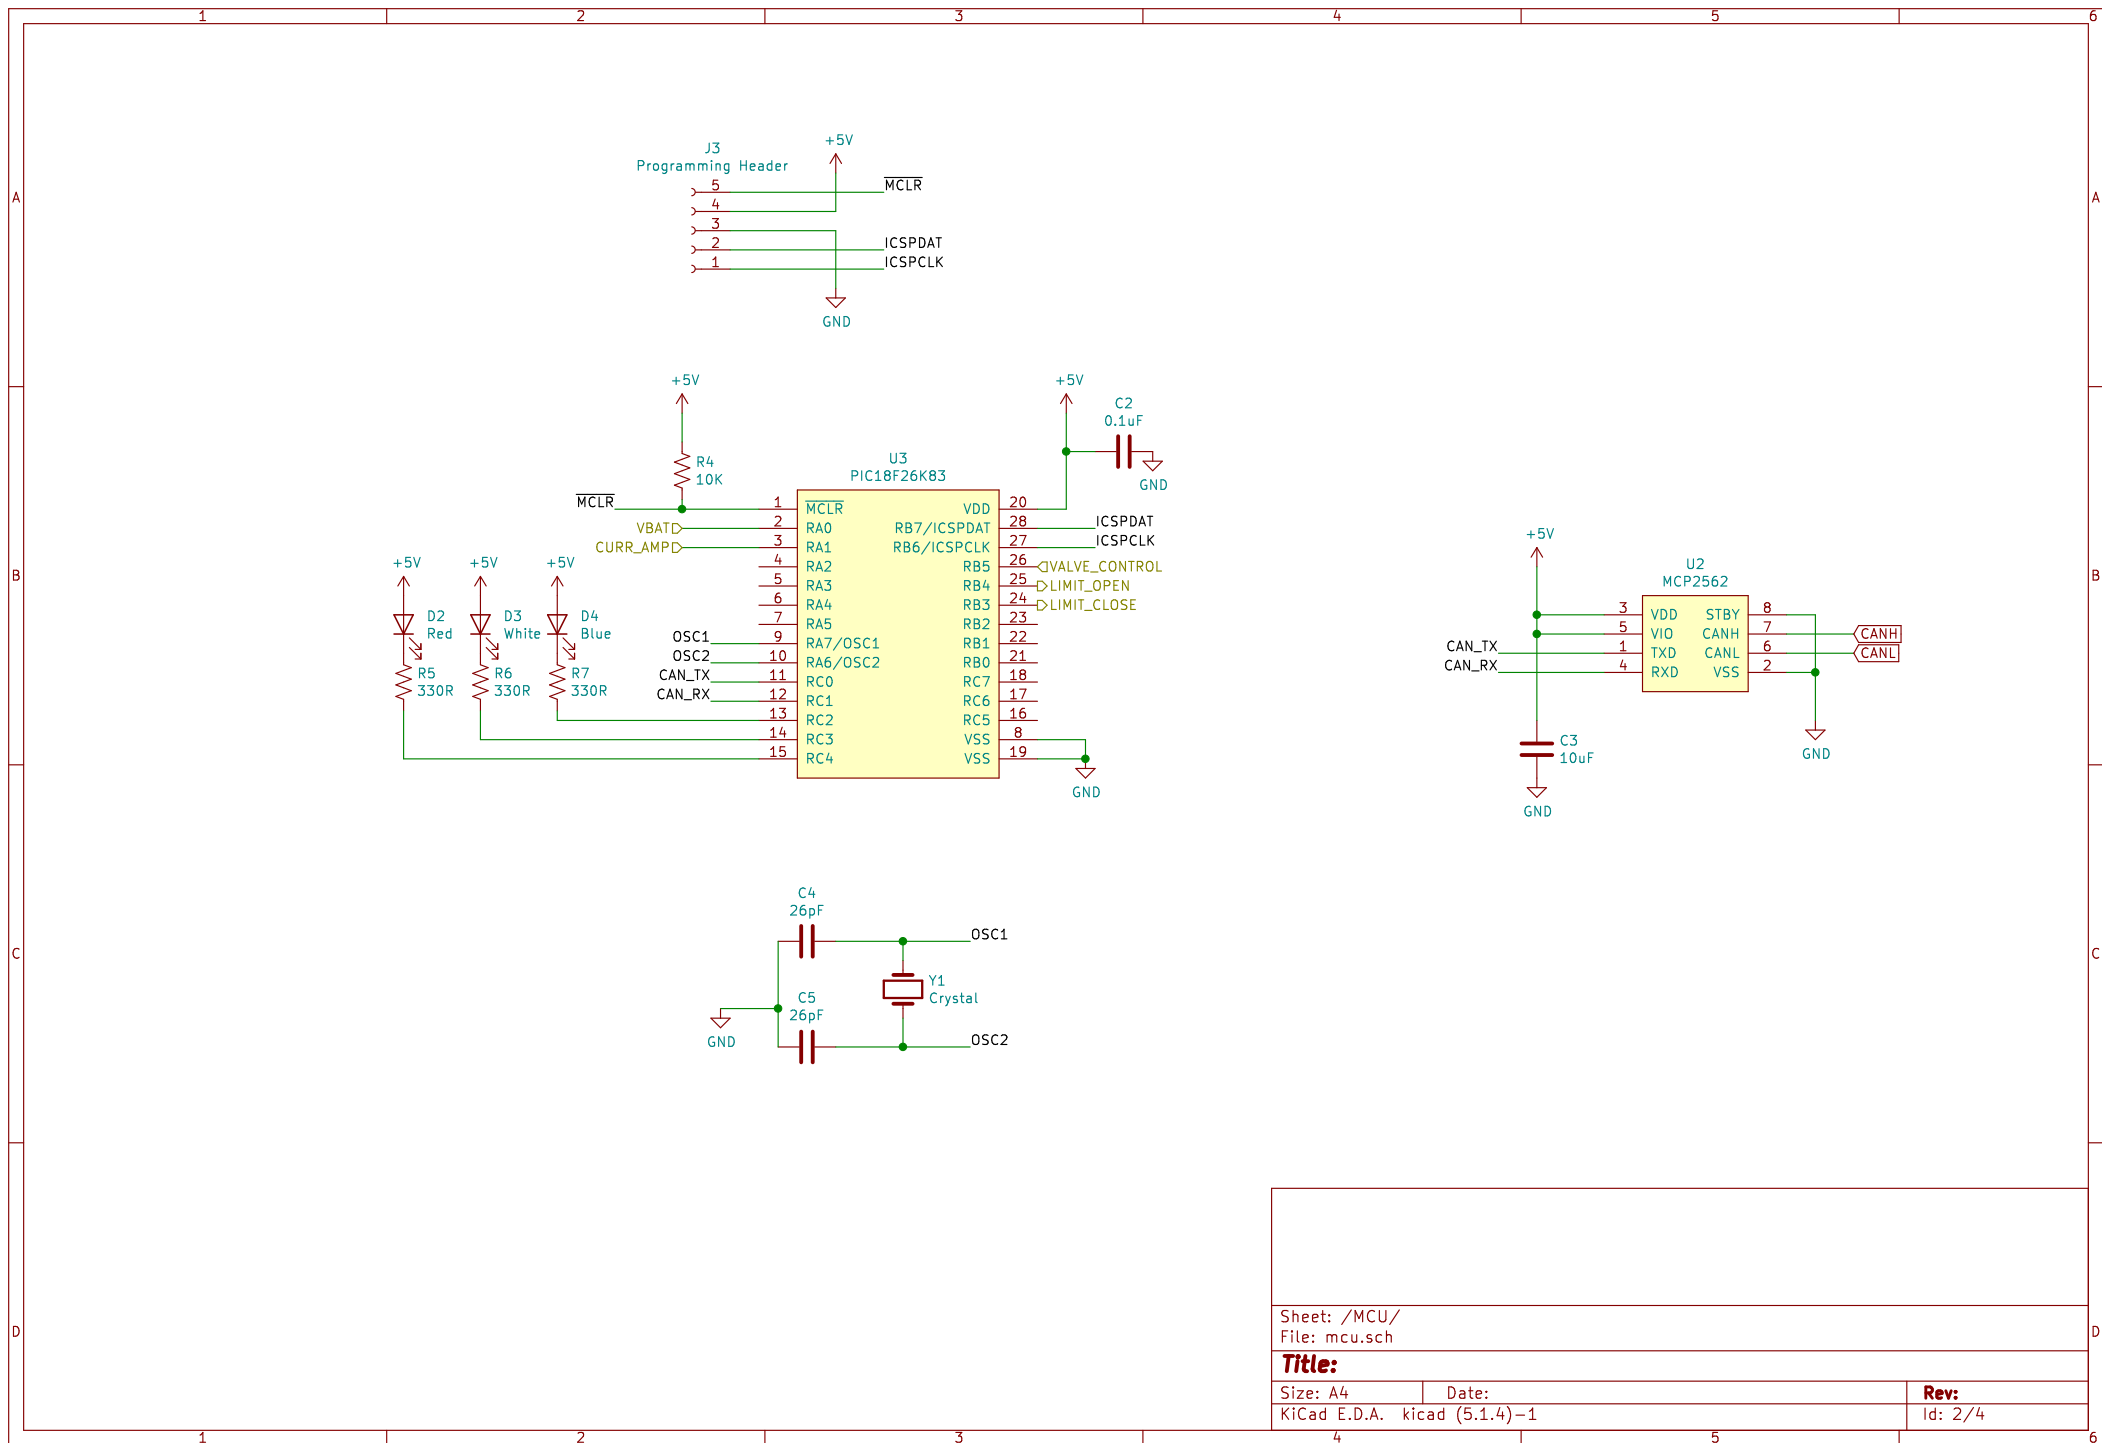 1 2 3 4 5 6
A A
B B
C C
D D
J3
Programming Header
5
4
3
2
1
+5V
MCLR
ICSPDAT
ICSPCLK
GND
+5V
R4
10K
MCLR
VBAT
CURR_AMP
+5V
C2
0.1uF
GND
U3
PIC18F26K83
1 MCLR
2 RA0
3 RA1
4 RA2
5 RA3
6 RA4
7 RA5
OSC1 9 RA7/OSC1
OSC2 10 RA6/OSC2
CAN_TX 11 RC0
CAN_RX 12 RC1
13 RC2
14 RC3
15 RC4
VDD 20
RB7/ICSPDAT 28 ICSPDAT
RB6/ICSPCLK 27 ICSPCLK
RB5 26 VALVE_CONTROL
RB4 25 LIMIT_OPEN
RB3 24 LIMIT_CLOSE
RB2 23
RB1 22
RB0 21
RC7 18
RC6 17
RC5 16
VSS 8
VSS 19
GND
+5V +5V +5V
D2
Red
D3
White
D4
Blue
R5
330R
R6
330R
R7
330R
+5V
U2
MCP2562
3 VDD
5 VIO
CAN_TX 1 TXD
CAN_RX 4 RXD
STBY 8
CANH 7 CANH
CANL 6 CANL
VSS 2
C3
10uF
GND
GND
C4
26pF
OSC1
Y1
Crystal
C5
26pF
OSC2
GND
Sheet: /MCU/
File: mcu.sch
Title:
Size: A4 Date: Rev:
KiCad E.D.A. kicad (5.1.4)-1 Id: 2/4
1 2 3 4 5 6